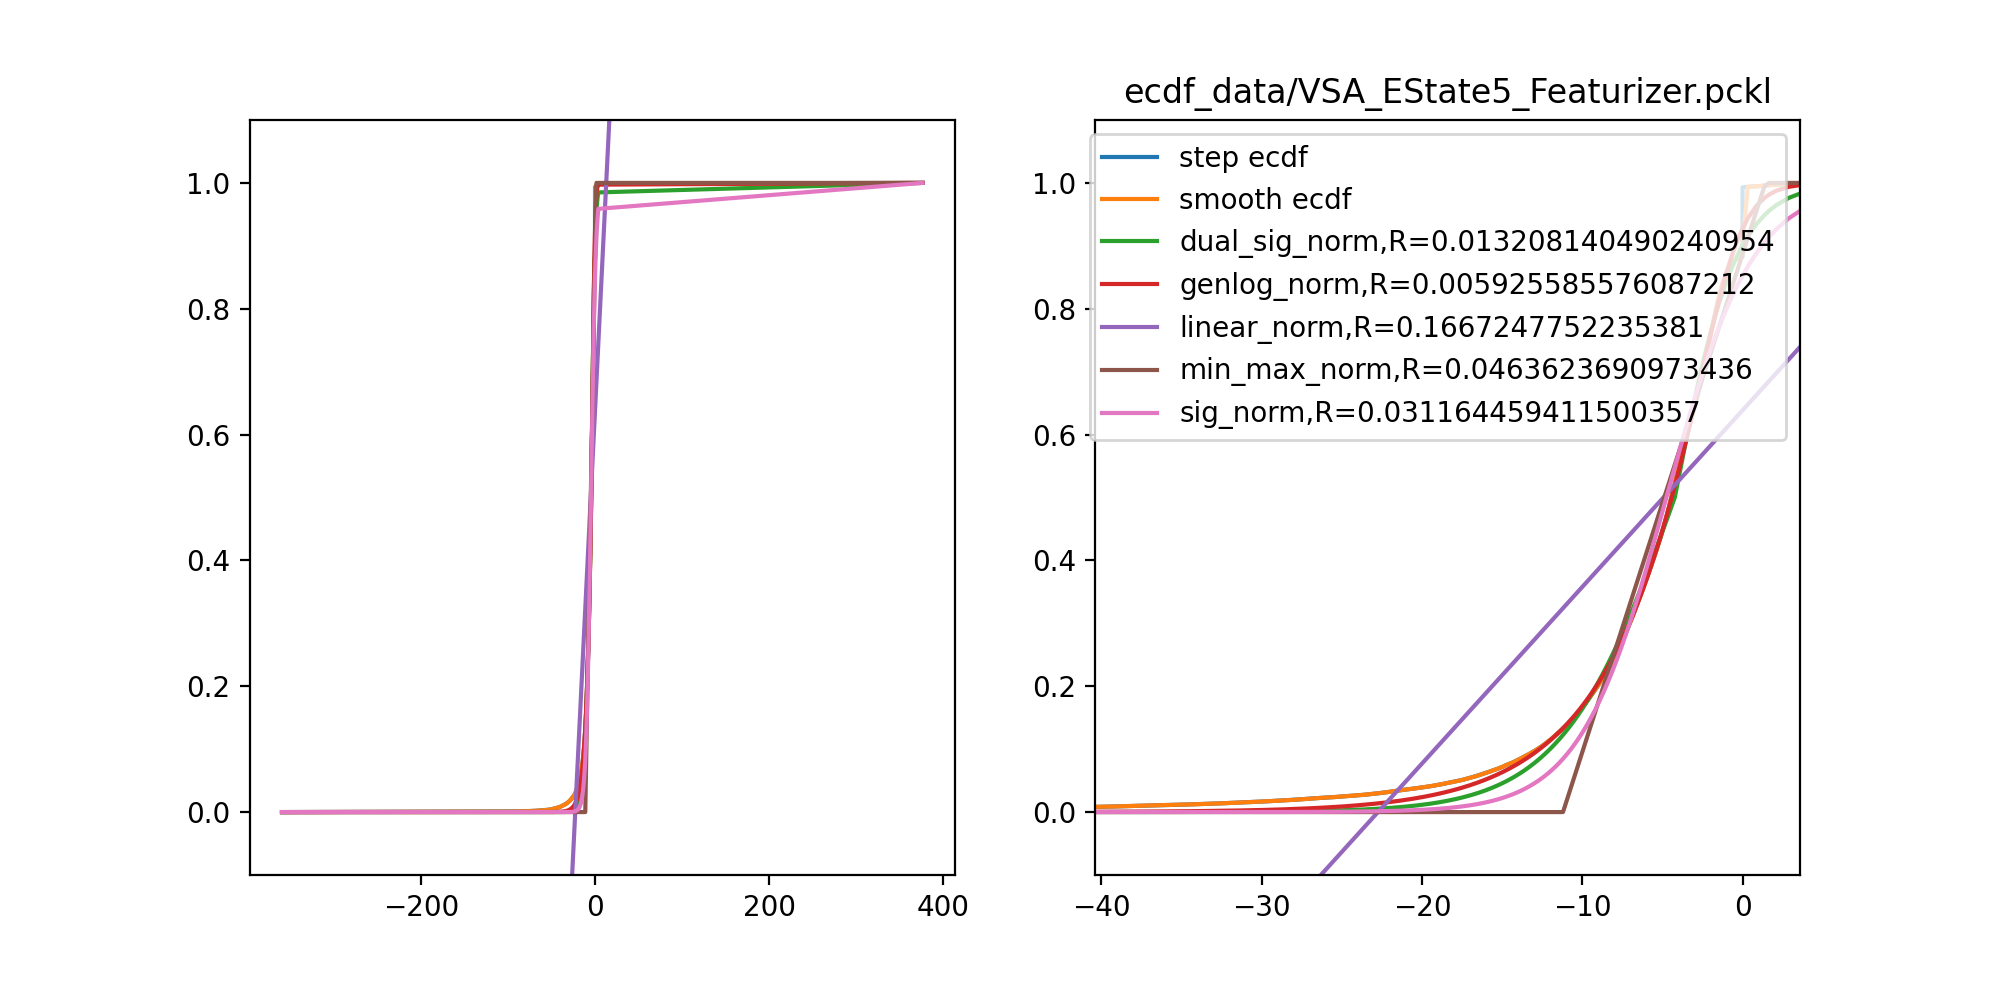 ecdf_data/VSA_EState5_Featurizer.pckl
1.0
0.8
0.6
0.4
0.2
0.0
−200
0
200
400
1.0
0.8
0.6
0.4
0.2
0.0
−40
−30
−20
−10
0
step ecdf
smooth ecdf
dual_sig_norm,R=0.013208140490240954
genlog_norm,R=0.005925585576087212
linear_norm,R=0.1667247752235381
min_max_norm,R=0.0463623690973436
sig_norm,R=0.031164459411500357